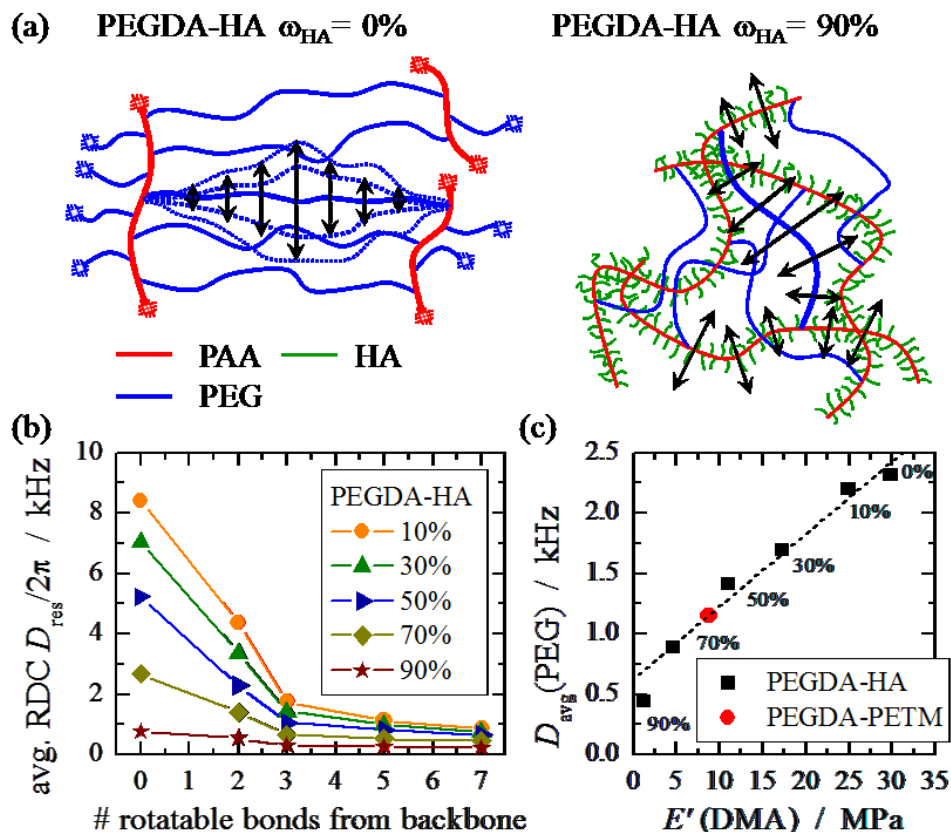 (a) PEGDA-HA ωHA= 0% PEGDA-HA ωHA= 90%
PAA HA
PEG
(b)
avg. RDC Dres/2π / kHz
10
8
6
4
2
0
PEGDA-HA
10%
30%
50%
70%
90%
0 1 2 3 4 5 6 7
# rotatable bonds from backbone
(c)
Davg(PEG) / kHz
2.5
2.0
1.5
1.0
0.5
0.0
0%
10%
30%
50%
70%
90%
PEGDA-HA
PEGDA-PETM
0 5 10 15 20 25 30 35
E' (DMA) / MPa